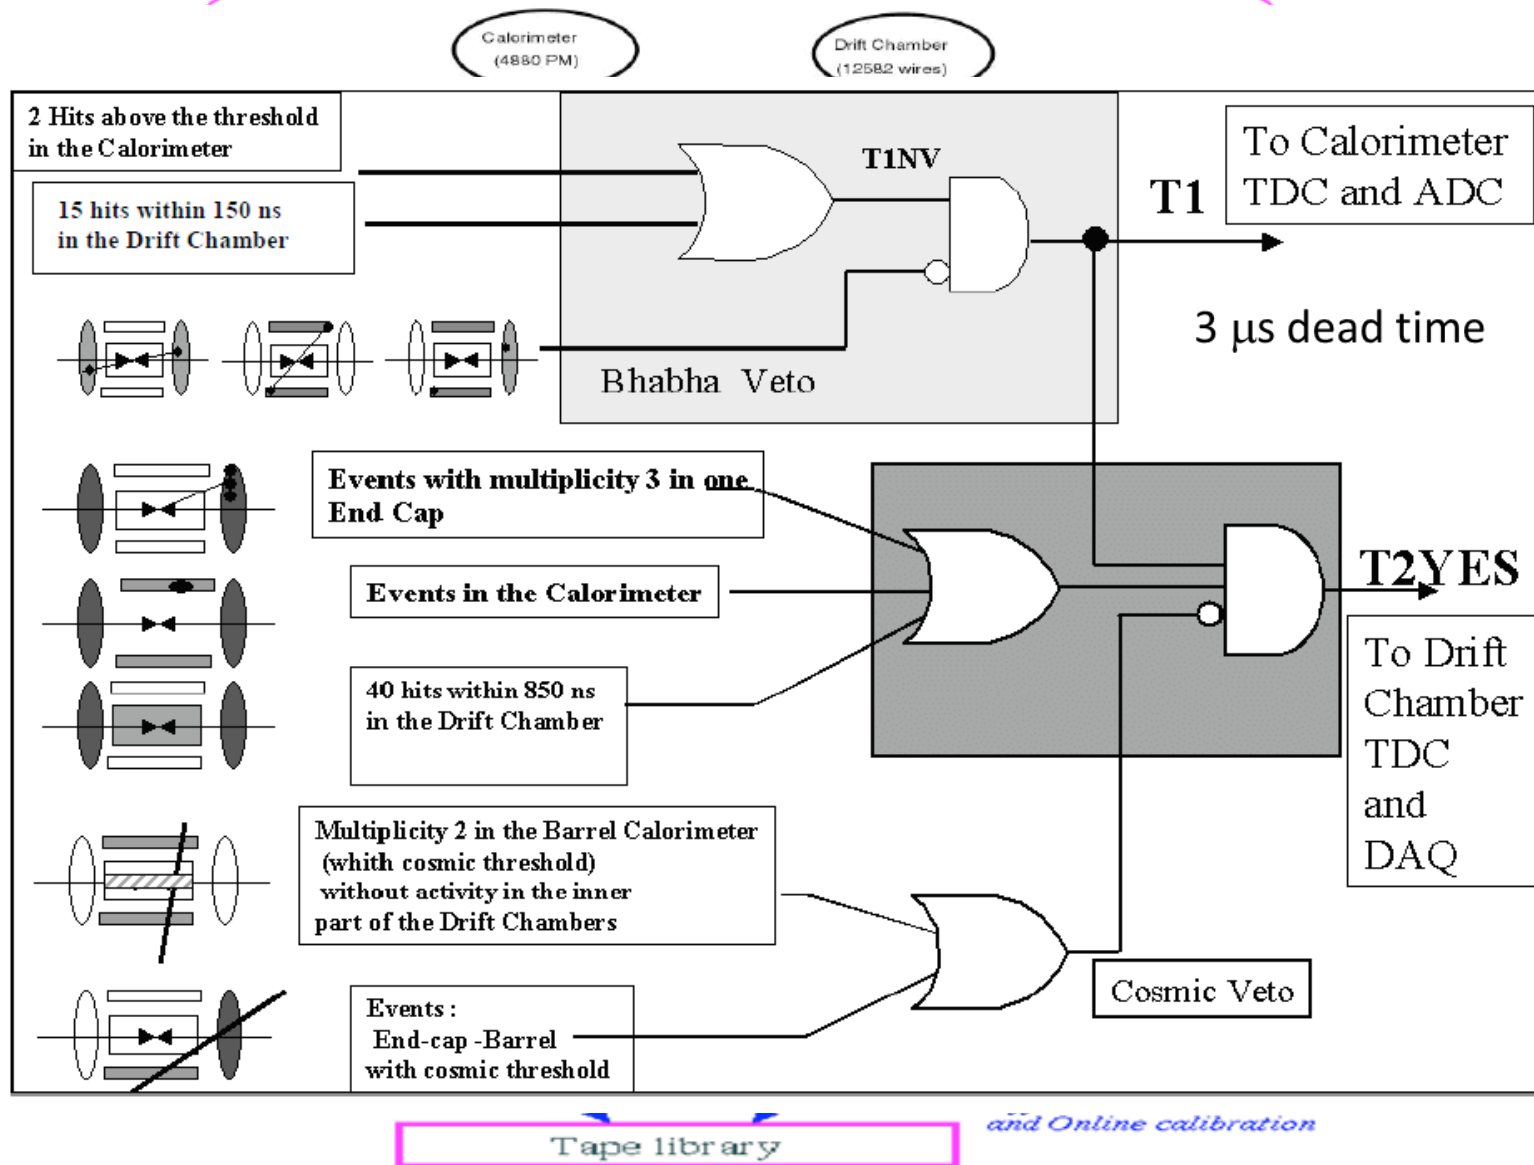 Calorimeter
(4880 PM)
Drift Chamber
(12582 wires)
2 Hits above the threshold
in the Calorimeter
15 hits within 150 ns
in the Drift Chamber
T1NV
T1
To Calorimeter
TDC and ADC
3 μs dead time
Bhabha Veto
Events with multiplicity 3 in one
End Cap
Events in the Calorimeter
40 hits within 850 ns
in the Drift Chamber
T2YES
To Drift
Chamber
TDC
and
DAQ
Multiplicity 2 in the Barrel Calorimeter
(whith cosmic threshold)
without activity in the inner
part of the Drift Chambers
Cosmic Veto
Events :
End-cap -Barrel
with cosmic threshold
and Online calibration
Tape library